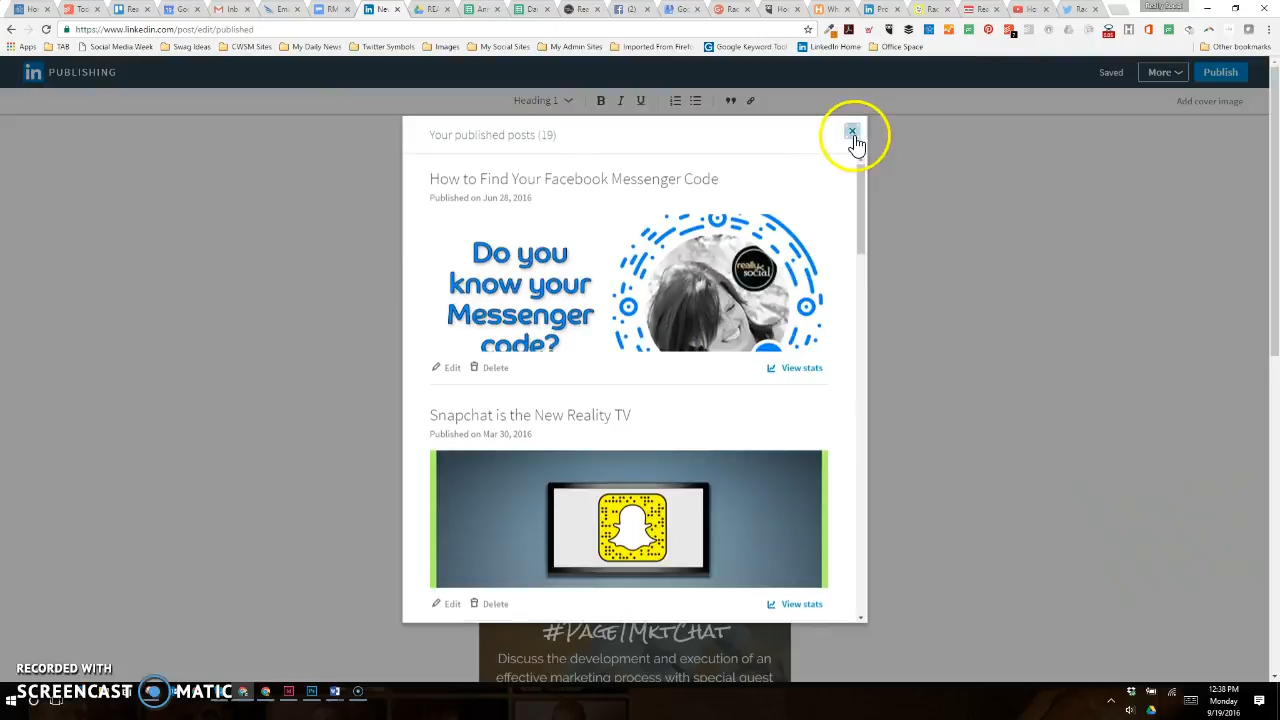 Really Social
https://www.linkedin.com/post/edit/published
Apps TAB Social Media Week Swag Ideas CWSM Sites My Daily News Twitter Symbols Images My Social Sites My Admin Sites Imported From Firefo Google Keyword Tool LinkedIn Home Office Space Other bookmarks
in PUBLISHING Saved More Publish
Heading 1 B I U Add cover image
Your published posts (19)
How to Find Your Facebook Messenger Code
Published on Jun 28, 2016
Do you
know your
Messenger
code?
really
social
Edit Delete View stats
Snapchat is the New Reality TV
Published on Mar 30, 2016
Edit Delete View stats
#Page1MktChat
Discuss the development and execution of an
effective marketing process with special guest
RECORDED WITH
SCREENCAST MATIC
12:38 PM
Monday
9/19/2016